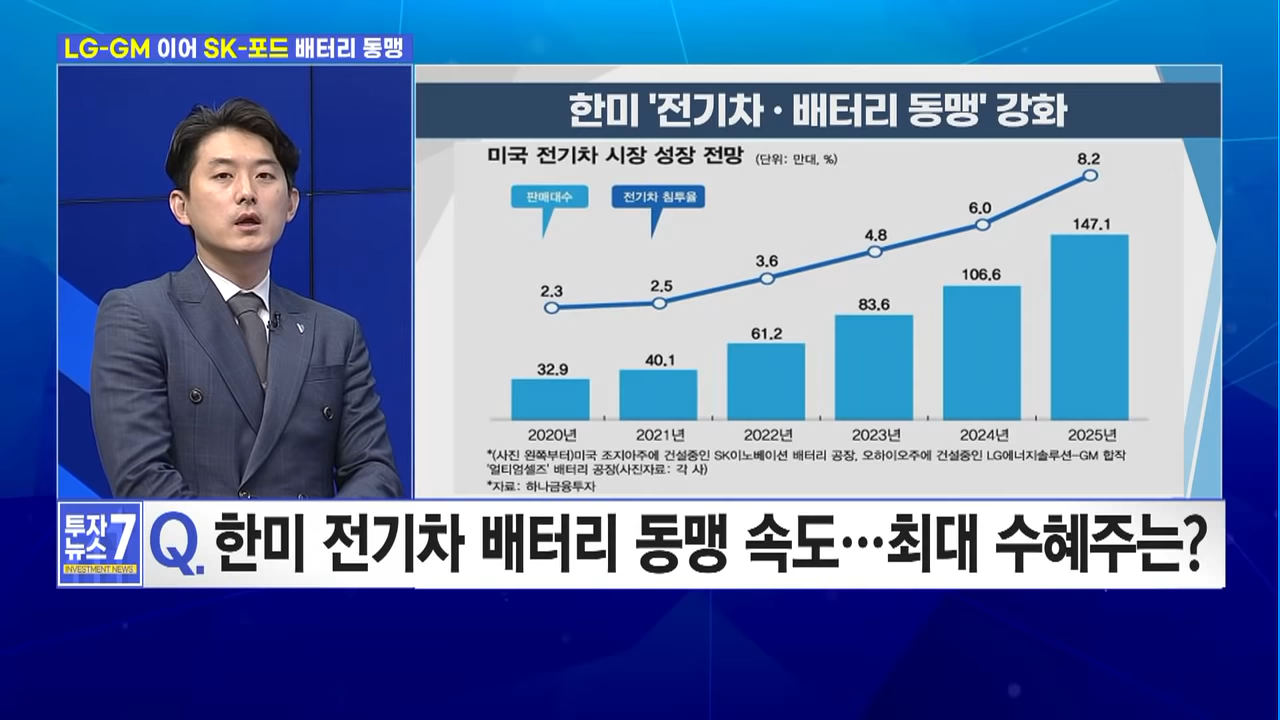 LG-GM 이어 SK-포드 배터리 동맹
한미 '전기차·배터리 동맹' 강화
미국 전기차 시장 성장 전망 (단위: 만대, %)
판매대수
전기차 침투율
2.3
2.5
3.6
4.8
6.0
8.2
32.9
40.1
61.2
83.6
106.6
147.1
2020년
2021년
2022년
2023년
2024년
2025년
*(사진 왼쪽부터)미국 조지아주에 건설중인 SK이노베이션 배터리 공장, 오하이오주에 건설중인 LG에너지솔루션-GM 합작
'얼티엄셀즈' 배터리 공장(사진자료: 각 사)
*자료: 하나금융투자
투자
뉴스 7
INVESTMENT NEWS
Q. 한미 전기차 배터리 동맹 속도…최대 수혜주는?